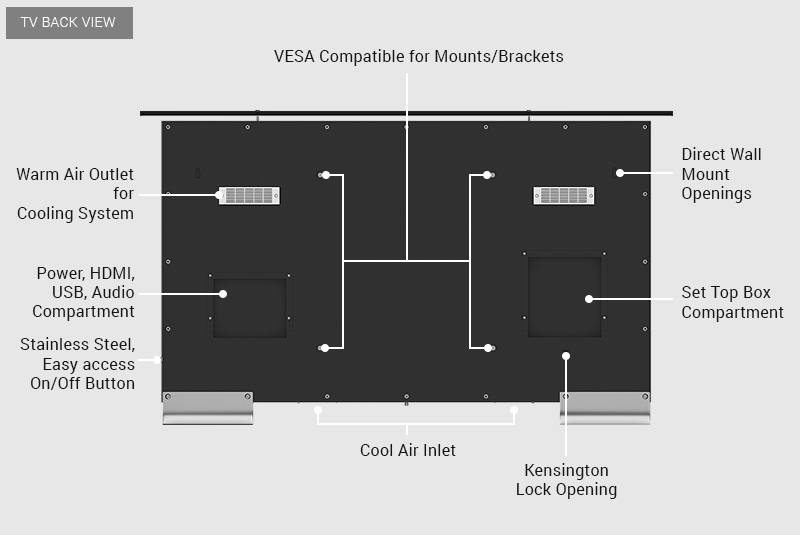 TV BACK VIEW
VESA Compatible for Mounts/Brackets
Warm Air Outlet
for
Cooling System
Direct Wall
Mount
Openings
Power, HDMI,
USB, Audio
Compartment
Set Top Box
Compartment
Stainless Steel,
Easy access
On/Off Button
Cool Air Inlet
Kensington
Lock Opening